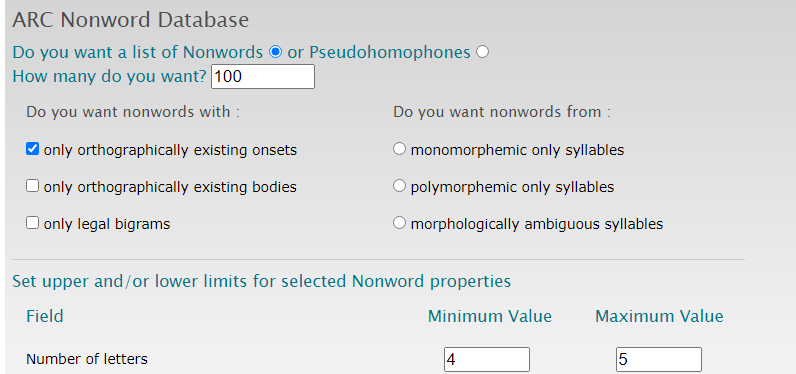 ARC Nonword Database
Do you want a list of Nonwords or Pseudohomophones
How many do you want? 100
Do you want nonwords with : Do you want nonwords from :
only orthographically existing onsets monomorphemic only syllables
only orthographically existing bodies polymorphemic only syllables
only legal bigrams morphologically ambiguous syllables
Set upper and/or lower limits for selected Nonword properties
Field Minimum Value Maximum Value
Number of letters 4 5